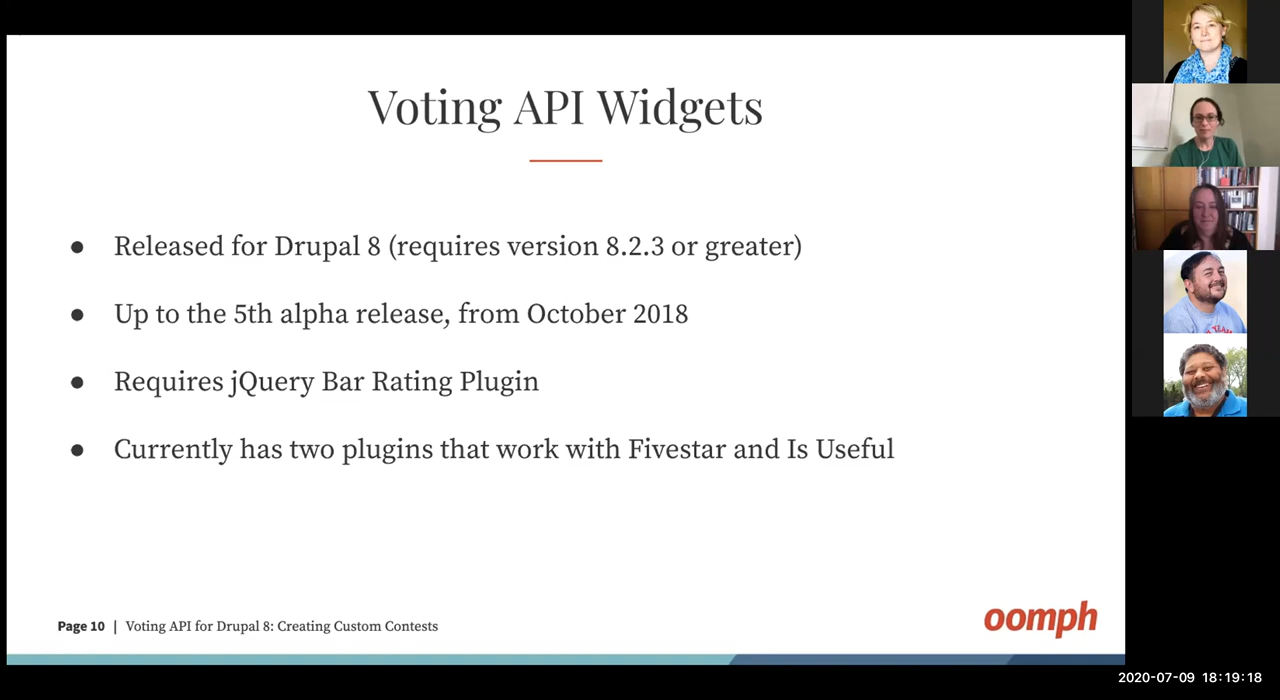 Voting API Widgets
● Released for Drupal 8 (requires version 8.2.3 or greater)
● Up to the 5th alpha release, from October 2018
● Requires jQuery Bar Rating Plugin
● Currently has two plugins that work with Fivestar and Is Useful
Page 10 | Voting API for Drupal 8: Creating Custom Contests
oomph
2020-07-09 18:19:18